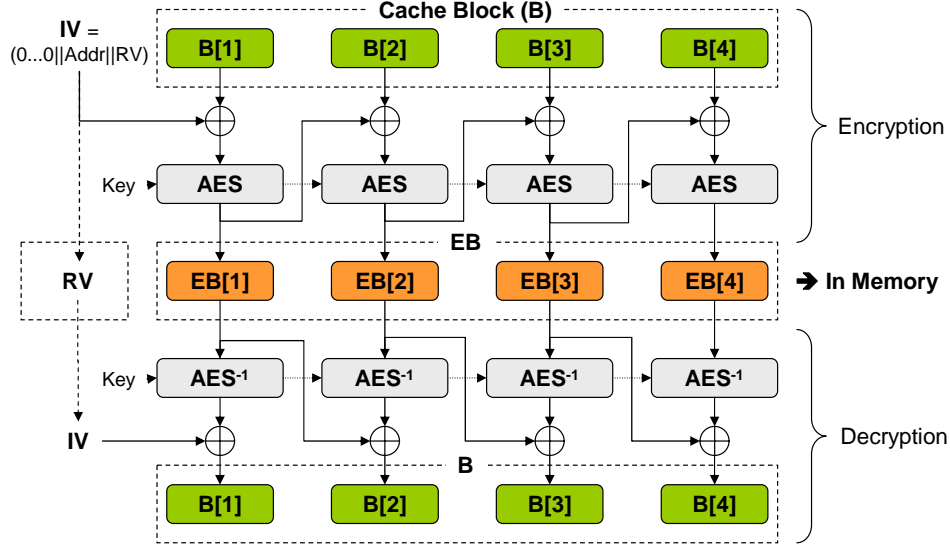 Cache Block (B)
IV =
(0...0||Addr||RV)
B[1] B[2] B[3] B[4]
Encryption
Key AES AES AES AES
EB
RV EB[1] EB[2] EB[3] EB[4] ➔ In Memory
Key AES-1 AES-1 AES-1 AES-1
IV
Decryption
B
B[1] B[2] B[3] B[4]